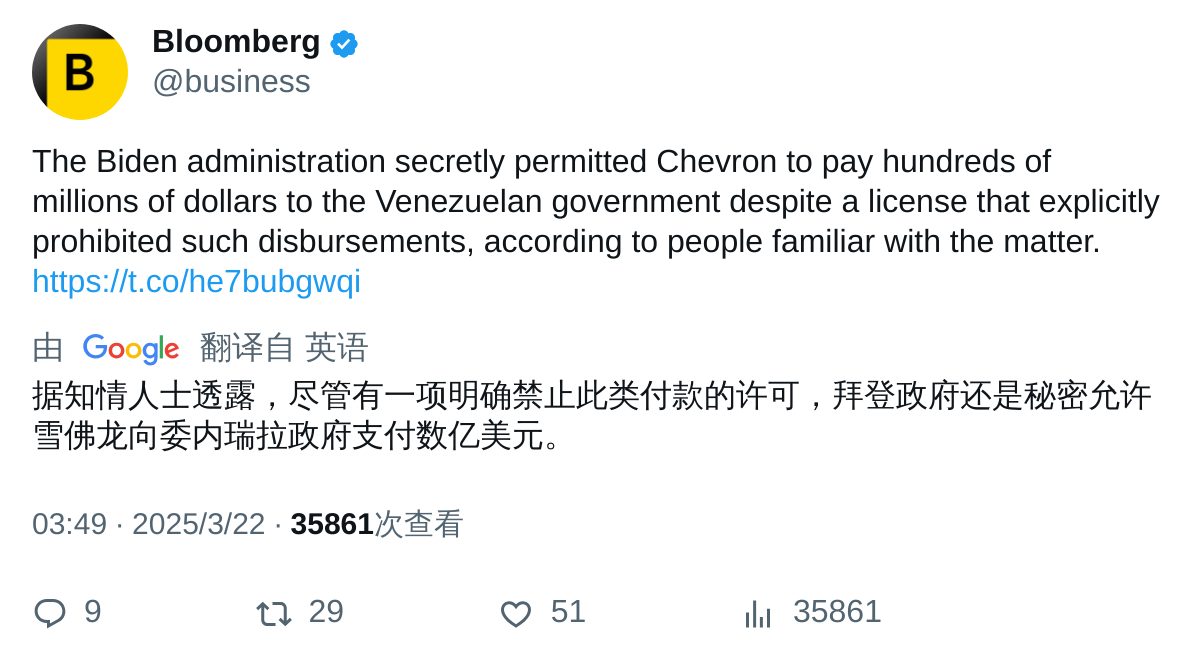 B
Bloomberg
@business
The Biden administration secretly permitted Chevron to pay hundreds of
millions of dollars to the Venezuelan government despite a license that explicitly
prohibited such disbursements, according to people familiar with the matter.
https://t.co/he7bubgwqi
由 Google 翻译自 英语
据知情人士透露，尽管有一项明确禁止此类付款的许可，拜登政府还是秘密允许
雪佛龙向委内瑞拉政府支付数亿美元。
03:49 · 2025/3/22 · 35861次查看
9 29 51 35861